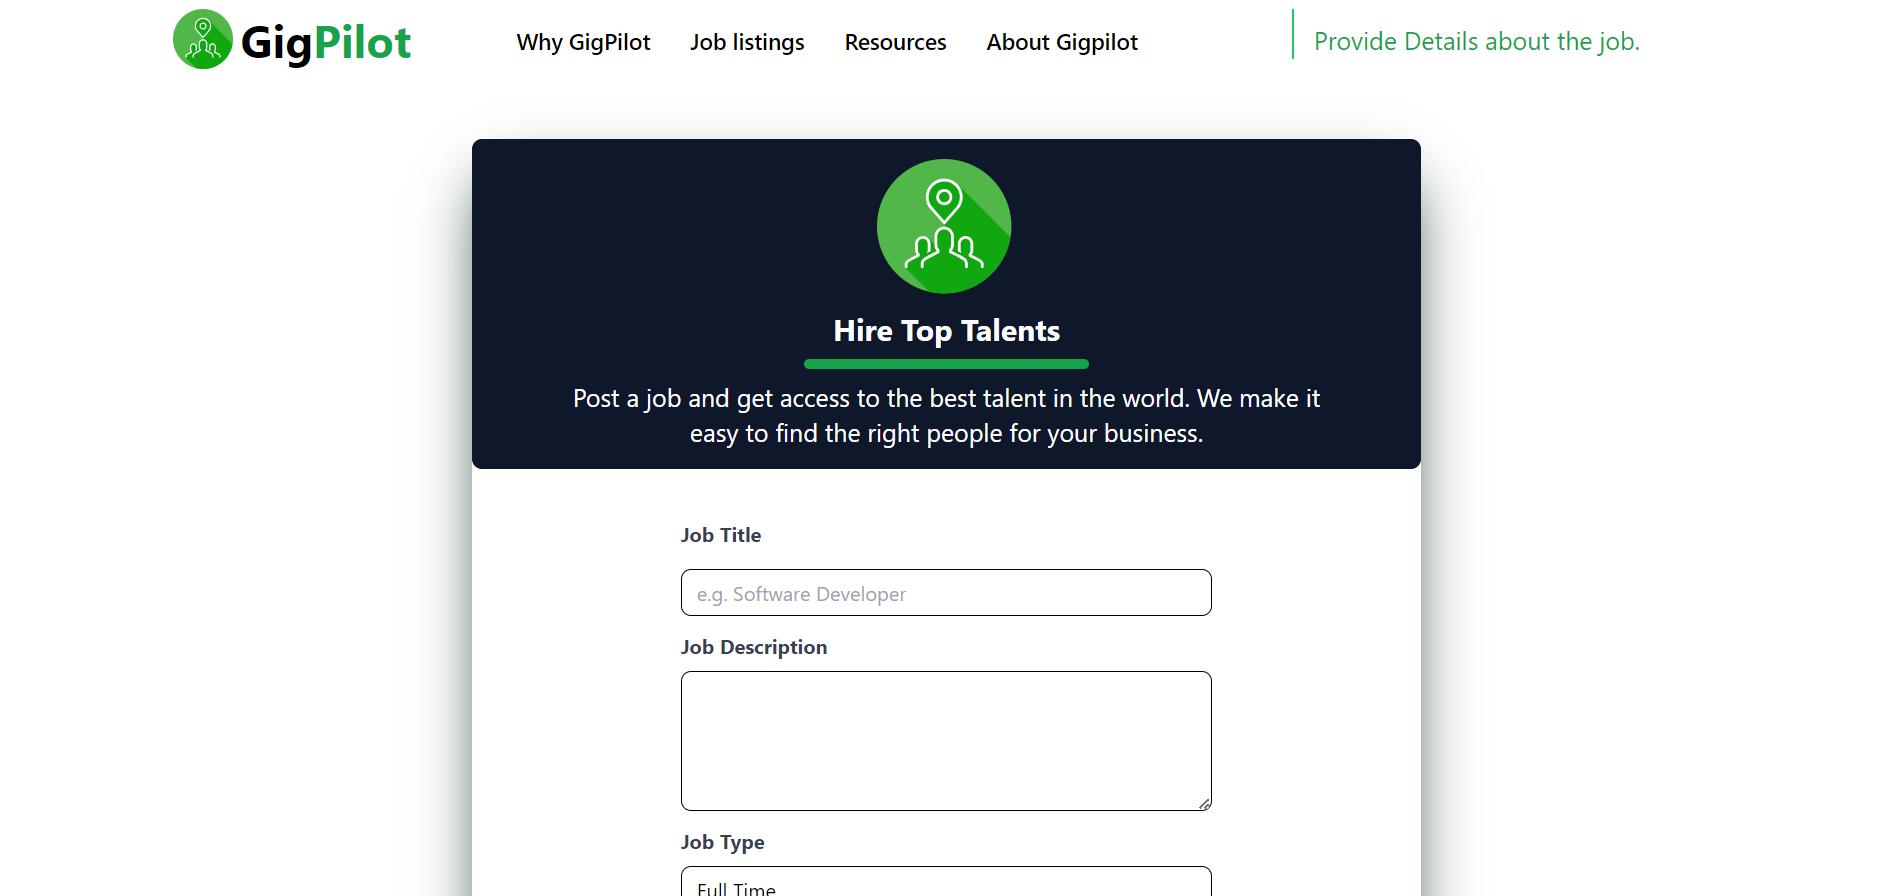 GigPilot
Why GigPilot
Job listings
Resources
About Gigpilot
Provide Details about the job.
Hire Top Talents
Post a job and get access to the best talent in the world. We make it
easy to find the right people for your business.
Job Title
e.g. Software Developer
Job Description
Job Type
Full Time